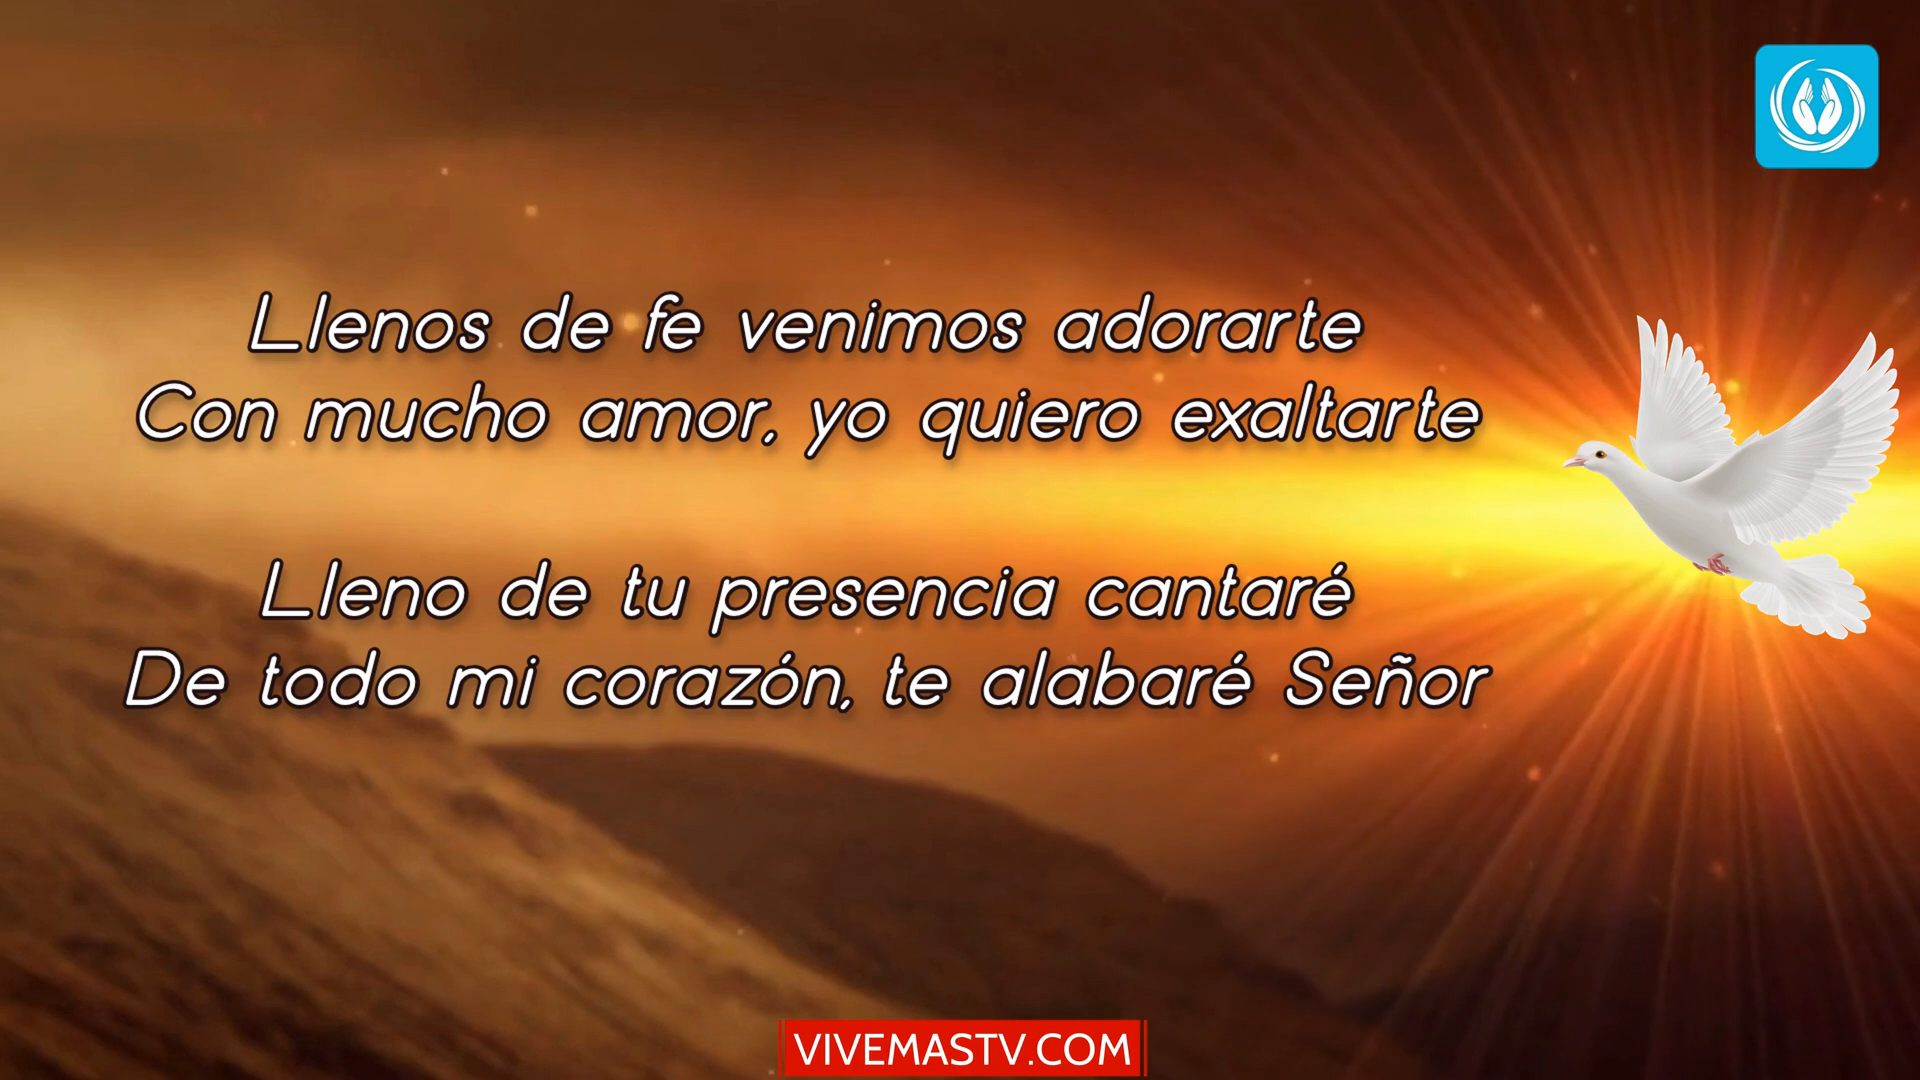 Llenos de fe venimos adorarte
Con mucho amor, yo quiero exaltarte
Lleno de tu presencia cantaré
De todo mi corazón, te alabaré Señor
VIVEMASTV.COM